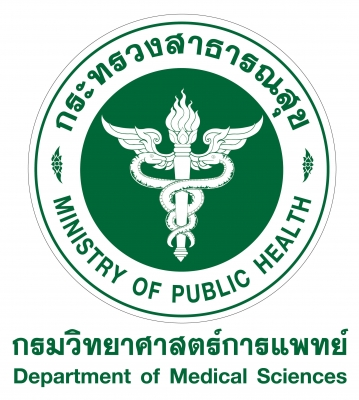 กระทรวงสาธารณสุข
MINISTRY OF PUBLIC HEALTH
กรมวิทยาศาสตร์การแพทย์
Department of Medical Sciences